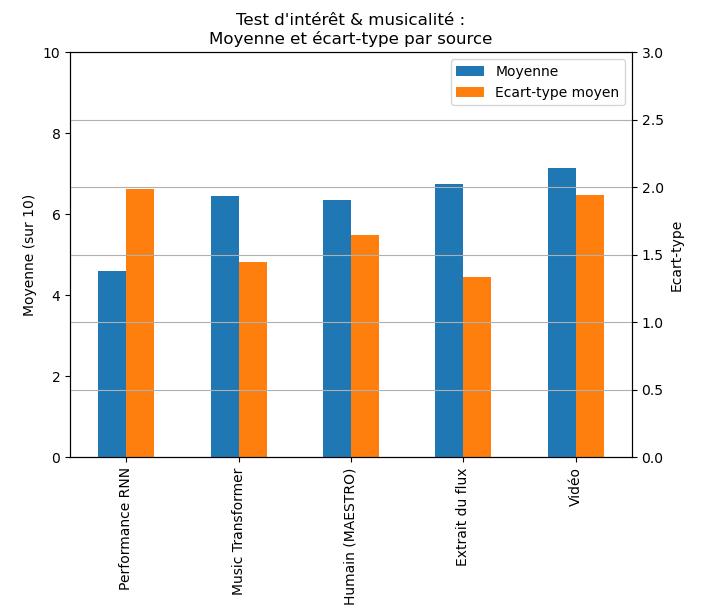 Test d'intérêt & musicalité :
Moyenne et écart-type par source
Moyenne
Ecart-type moyen
10
8
6
4
2
0
Moyenne (sur 10)
3.0
2.5
2.0
1.5
1.0
0.5
0.0
Ecart-type
Performance RNN
Music Transformer
Humain (MAESTRO)
Extrait du flux
Vidéo